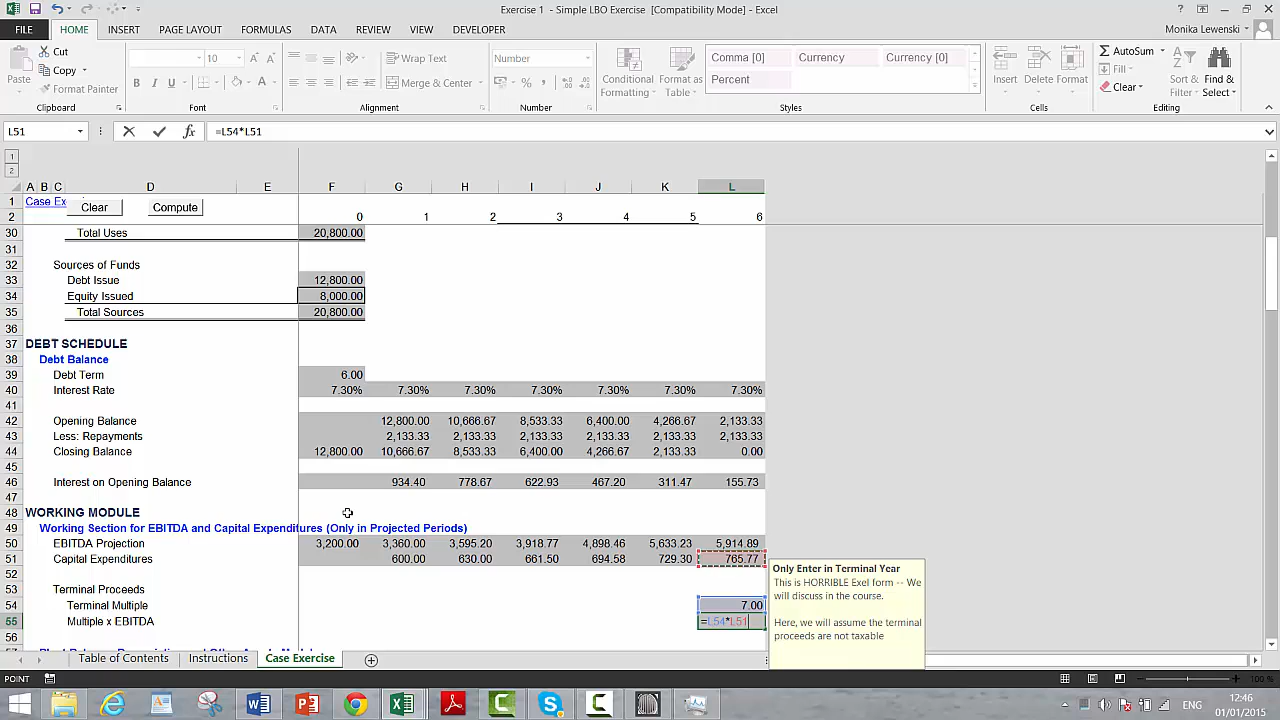 Exercise 1 - Simple LBO Exercise [Compatibility Mode] - Excel
FILE HOME INSERT PAGE LAYOUT FORMULAS DATA REVIEW VIEW DEVELOPER Monika Lewenski
Cut
Copy
Format Painter
Paste
Clipboard
10
Font
Wrap Text
Merge & Center
Alignment
Number
%
Number
Conditional Formatting
Format as Table
Comma [0] Currency Currency [0]
Percent
Styles
Insert Delete Format
Cells
AutoSum
Fill
Clear
Sort & Filter
Find & Select
Editing
L51 =L54*L51
1
2
A B C D E F G H I J K L
1 Case Ex Clear Compute
2 0 1 2 3 4 5 6
30 Total Uses 20,800.00
31
32 Sources of Funds
33 Debt Issue 12,800.00
34 Equity Issued 8,000.00
35 Total Sources 20,800.00
36
37 DEBT SCHEDULE
38 Debt Balance
39 Debt Term 6.00
40 Interest Rate 7.30% 7.30% 7.30% 7.30% 7.30% 7.30% 7.30%
41
42 Opening Balance 12,800.00 10,666.67 8,533.33 6,400.00 4,266.67 2,133.33
43 Less: Repayments 2,133.33 2,133.33 2,133.33 2,133.33 2,133.33 2,133.33
44 Closing Balance 12,800.00 10,666.67 8,533.33 6,400.00 4,266.67 2,133.33 0.00
45
46 Interest on Opening Balance 934.40 778.67 622.93 467.20 311.47 155.73
47
48 WORKING MODULE
49 Working Section for EBITDA and Capital Expenditures (Only in Projected Periods)
50 EBITDA Projection 3,200.00 3,360.00 3,595.20 3,918.77 4,898.46 5,633.23 5,914.89
51 Capital Expenditures 600.00 630.00 661.50 694.58 729.30 765.77
52
53 Terminal Proceeds
54 Terminal Multiple 7.00
55 Multiple x EBITDA =L54*L51
56
Only Enter in Terminal Year
This is HORRIBLE Exel form -- We
will discuss in the course.
Here, we will assume the terminal
proceeds are not taxable
Table of Contents Instructions Case Exercise
POINT 100 %
ENG 12:46
01/01/2015